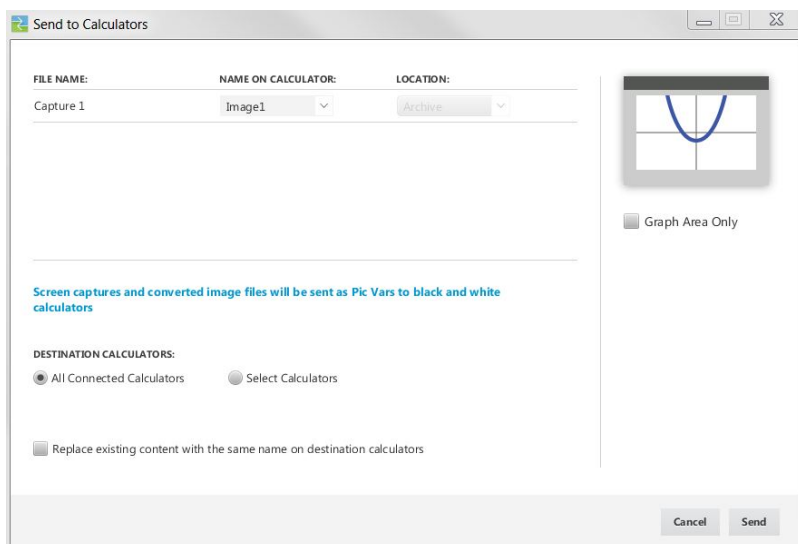 Send to Calculators
FILE NAME: NAME ON CALCULATOR: LOCATION:
Capture 1 Image1 Archive
Graph Area Only
Screen captures and converted image files will be sent as Pic Vars to black and white
calculators
DESTINATION CALCULATORS:
All Connected Calculators Select Calculators
Replace existing content with the same name on destination calculators
Cancel Send